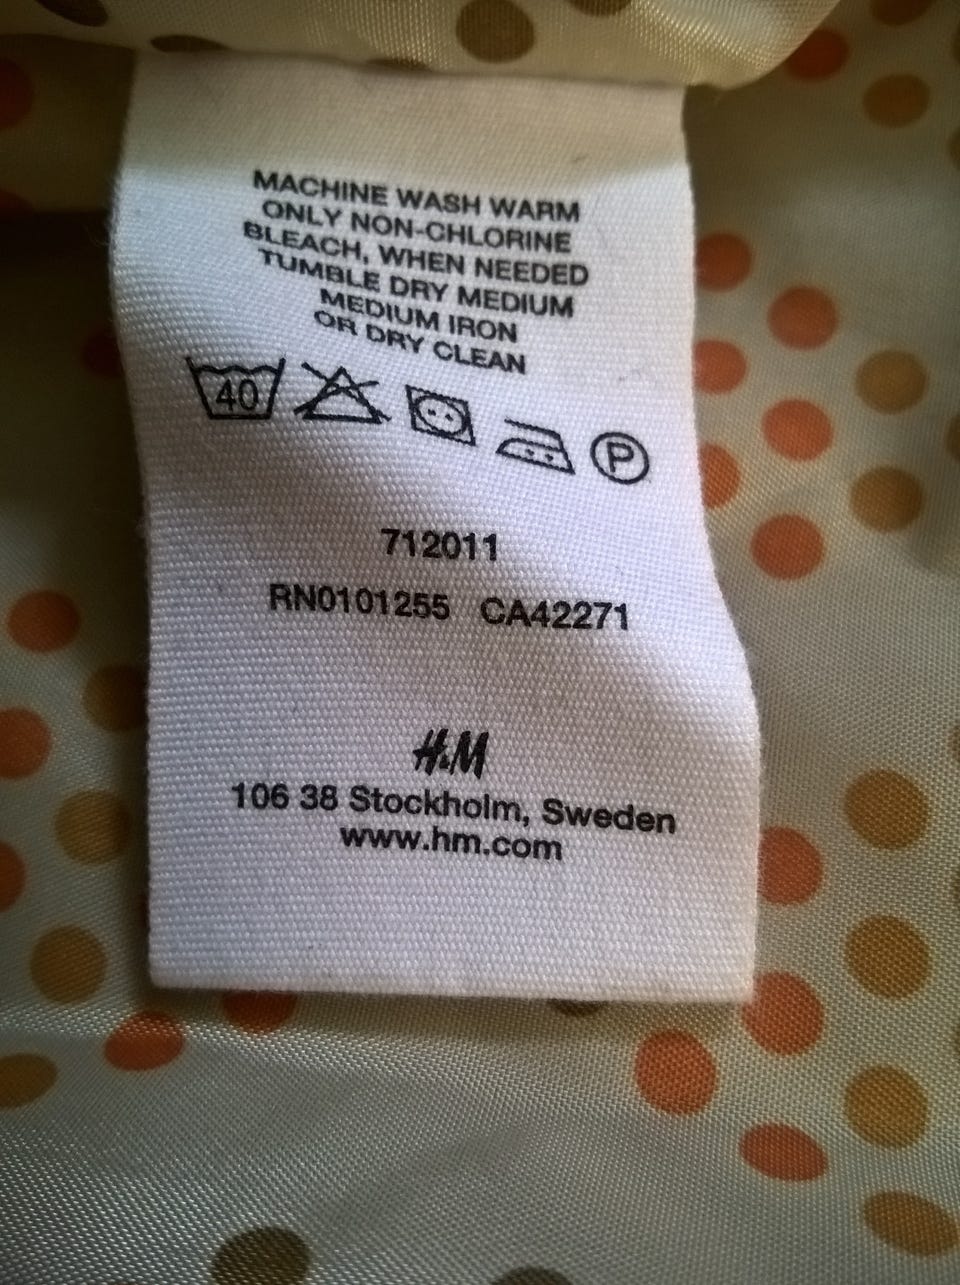 MACHINE WASH WARM
ONLY NON-CHLORINE
BLEACH, WHEN NEEDED
TUMBLE DRY MEDIUM
MEDIUM IRON
OR DRY CLEAN
40 P
712011
RN0101255 CA42271
H&M
106 38 Stockholm, Sweden
www.hm.com